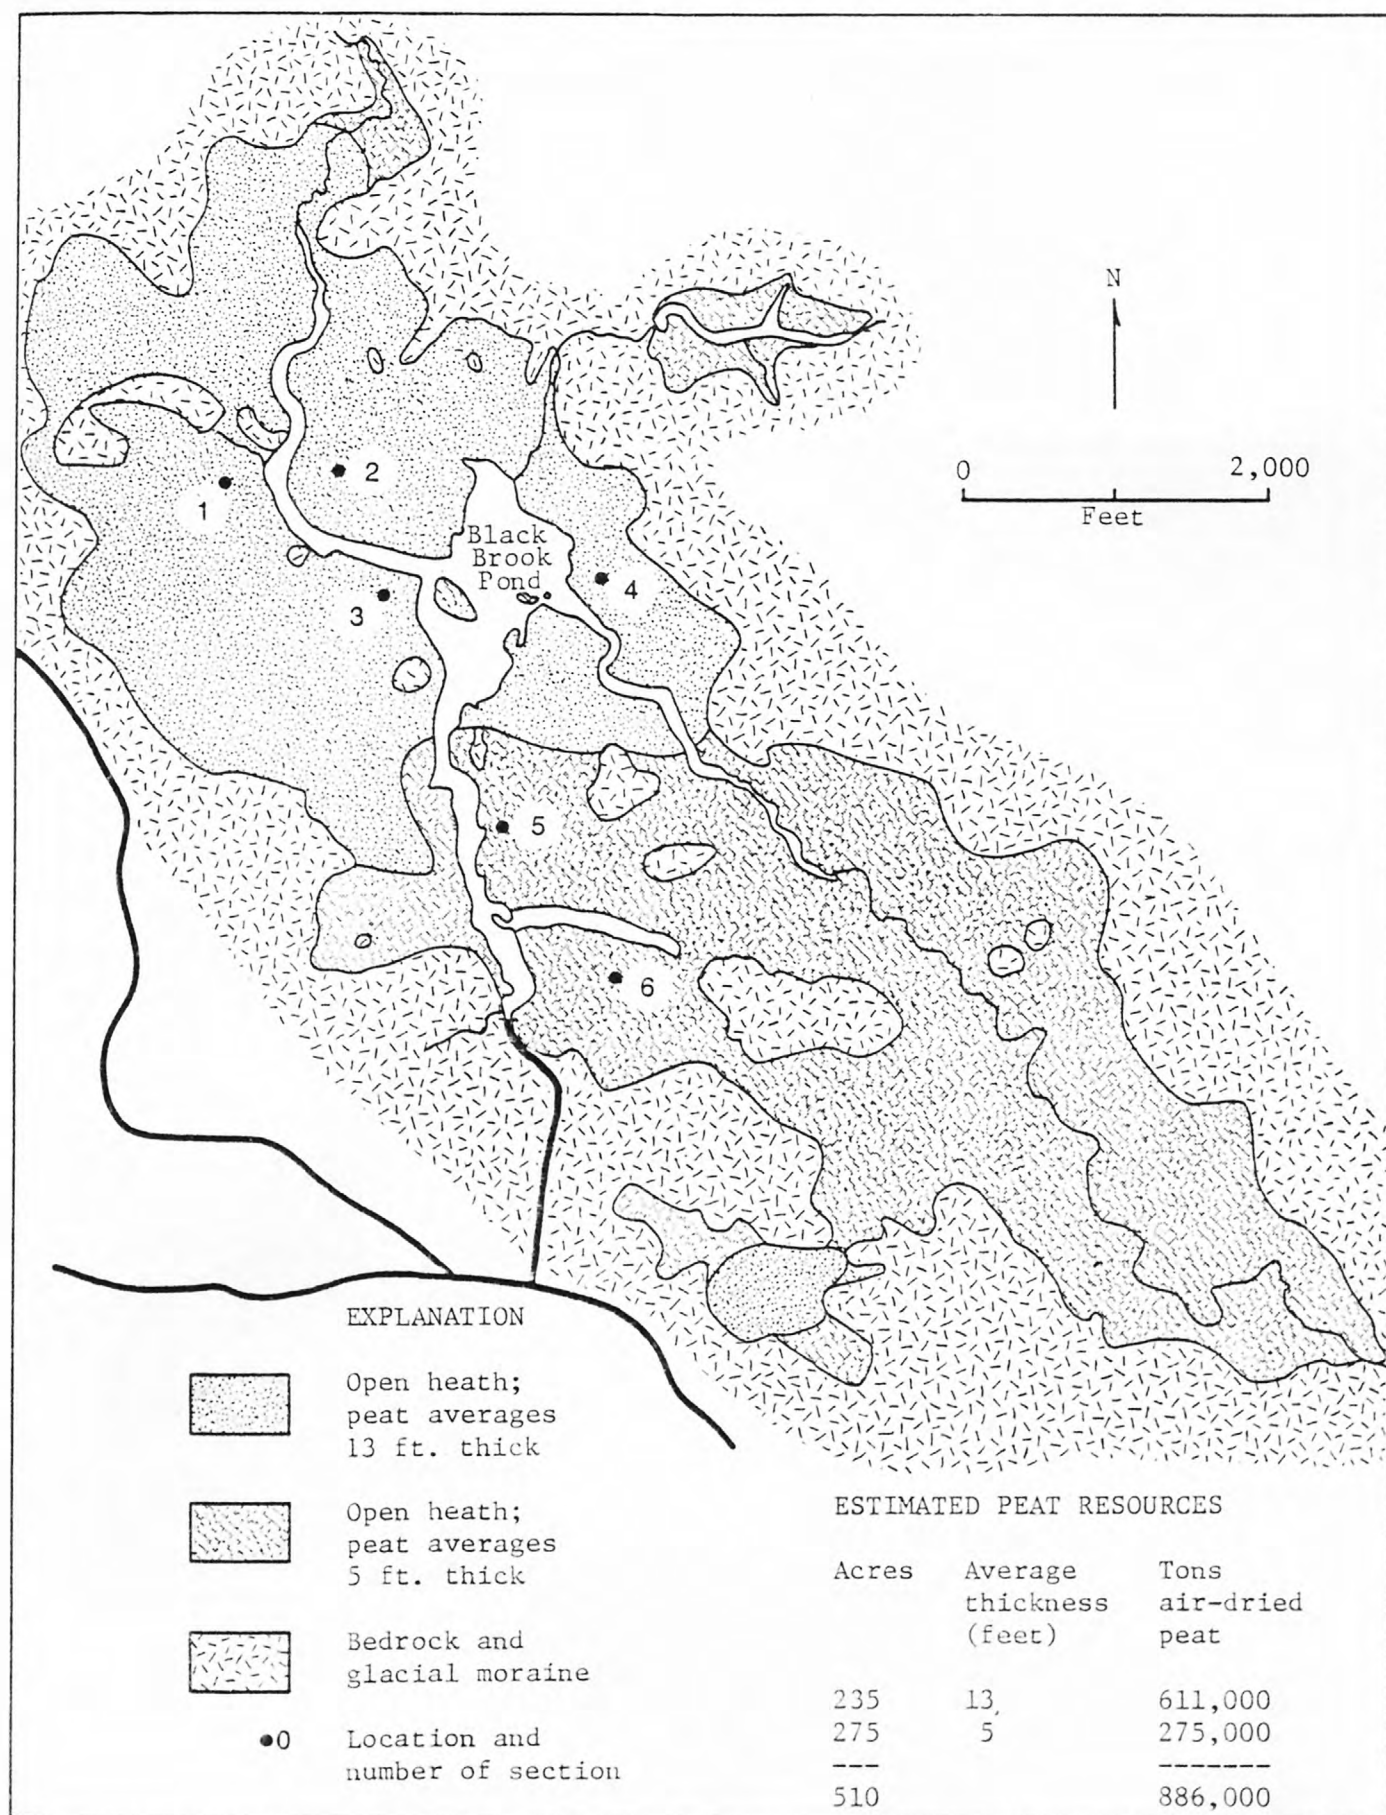 N
0 2,000
Feet
2
1
Black
Brook
Pond
4
3
5
6
EXPLANATION
Open heath;
peat averages
13 ft. thick
Open heath;
peat averages
5 ft. thick
Bedrock and
glacial moraine
0 Location and
number of section
ESTIMATED PEAT RESOURCES
Acres Average Tons
thickness air-dried
(feet) peat
235 13 611,000
275 5 275,000
--- -------
510 886,000